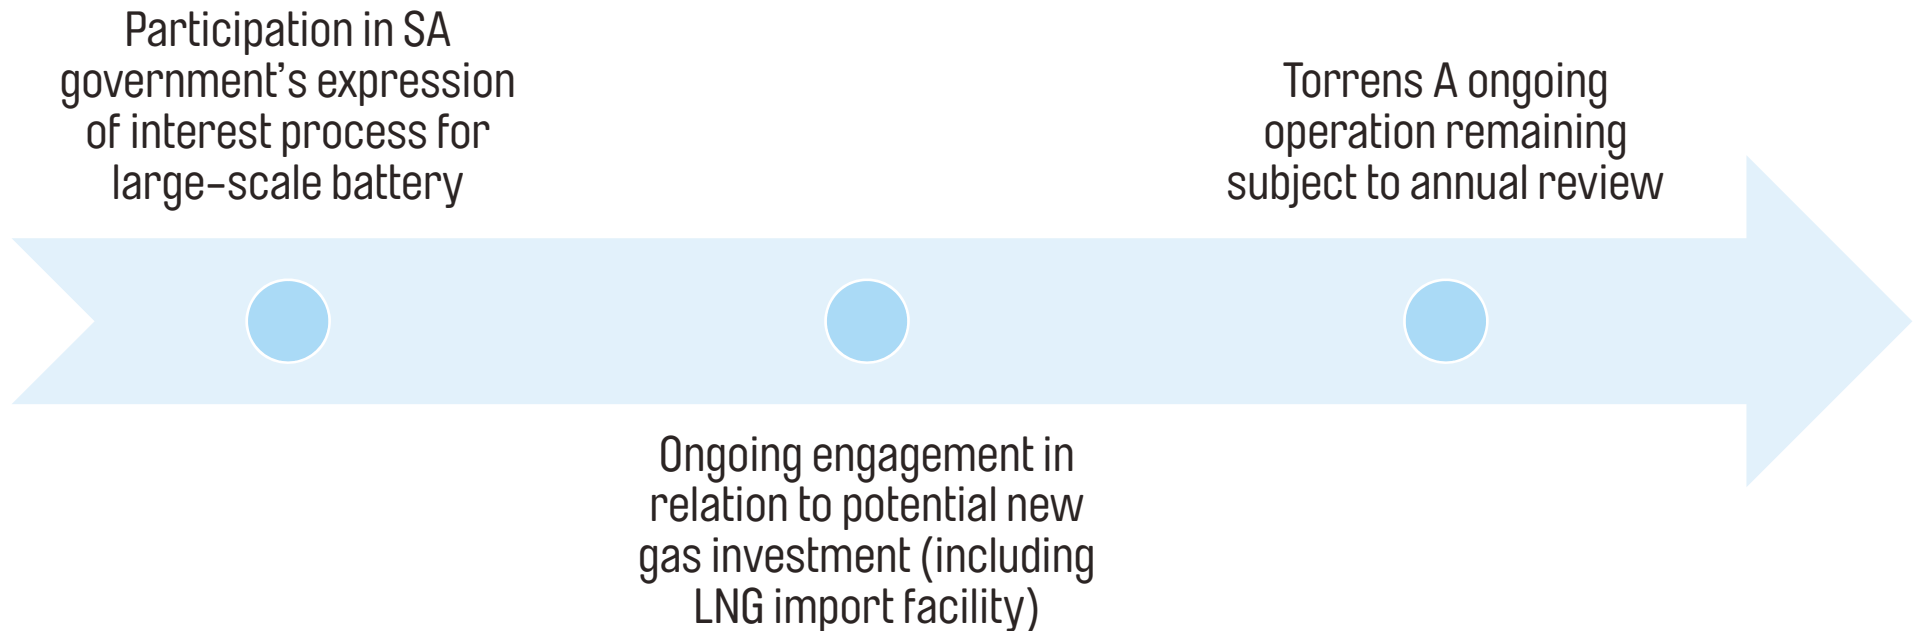 Participation in SA
government’s expression
of interest process for
large-scale battery
Ongoing engagement in
relation to potential new
gas investment (including
LNG import facility)
Torrens A ongoing
operation remaining
subject to annual review